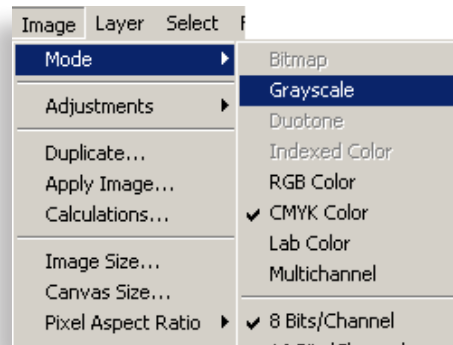 Image Layer Select
Mode
Adjustments
Duplicate...
Apply Image...
Calculations...
Image Size...
Canvas Size...
Pixel Aspect Ratio
Bitmap
Grayscale
Duotone
Indexed Color
RGB Color
CMYK Color
Lab Color
Multichannel
8 Bits/Channel